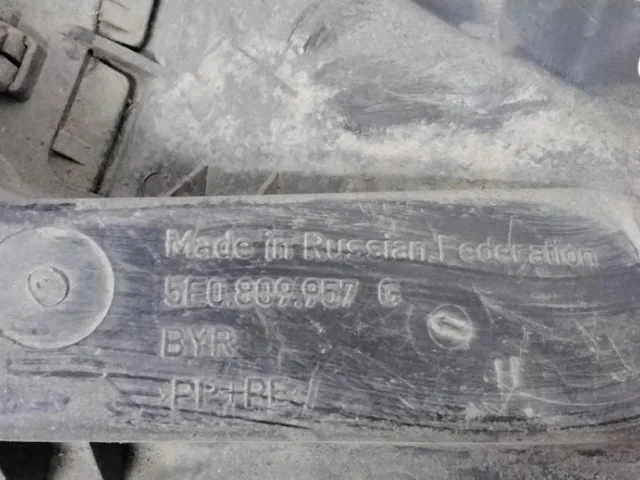 Made in Russian Federation
5E0.809.957 G
BYR
>PP+PE<